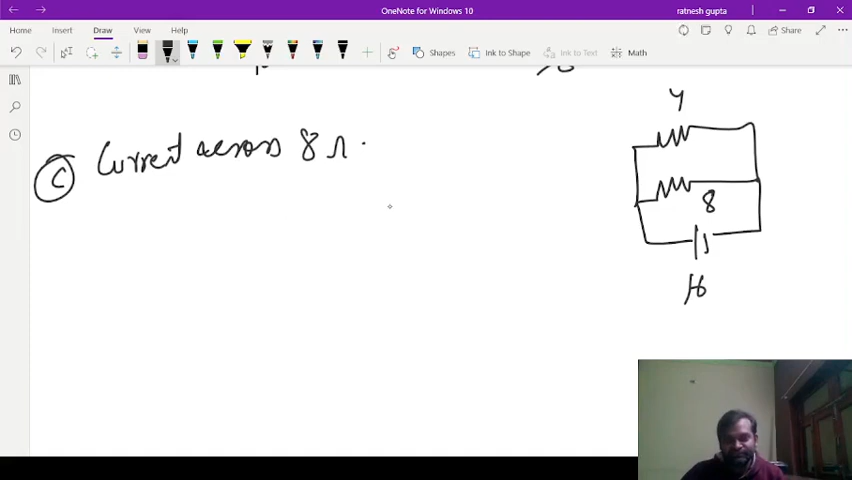 OneNote for Windows 10
ratnesh gupta
Home Insert Draw View Help
Shapes Ink to Shape Ink to Text Math Share
4
C Current across 8 Ω.
8
16